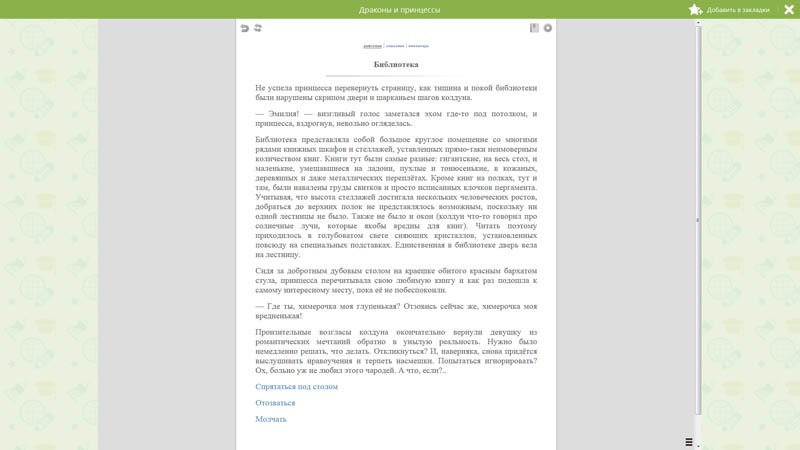 Драконы и принцессы
Добавить в закладки
действия | описание | инвентарь
Библиотека
Не успела принцесса перевернуть страницу, как тишина и покой библиотеки
были нарушены скрипом двери и шарканьем шагов колдуна.
— Эмилия! — визгливый голос заметался эхом где-то под потолком, и
принцесса, вздрогнув, невольно огляделась.
Библиотека представляла собой большое круглое помещение со многими
рядами книжных шкафов и стеллажей, уставленных прямо-таки неимоверным
количеством книг. Книги тут были самые разные: гигантские, на весь стол, и
маленькие, умещавшиеся на ладони, пухлые и тонюсенькие, в кожаных,
деревянных и даже металлических переплётах. Кроме книг на полках, тут и
там, были навалены груды свитков и просто исписанных клочков пергамента.
Учитывая, что высота стеллажей достигала нескольких человеческих ростов,
добраться до верхних полок не представлялось возможным, поскольку ни
одной лестницы не было. Также не было и окон (колдун что-то говорил про
солнечные лучи, которые якобы вредны для книг). Читать поэтому
приходилось в голубоватом свете сияющих кристаллов, установленных
повсюду на специальных подставках. Единственная в библиотеке дверь вела
на лестницу.
Сидя за добротным дубовым столом на краешке обитого красным бархатом
стула, принцесса перечитывала свою любимую книгу и как раз подошла к
самому интересному месту, пока её не побеспокоили.
— Где ты, химерочка моя глупенькая? Отзовись сейчас же, химерочка моя
вредненькая!
Пронзительные возгласы колдуна окончательно вернули девушку из
романтических мечтаний обратно в унылую реальность. Нужно было
немедленно решать, что делать. Откликнуться? И, наверняка, снова придётся
выслушивать нравоучения и терпеть насмешки. Попытаться игнорировать?
Ох, больно уж не любил этого чародей. А что, если?..
Спрятаться под столом
Отозваться
Молчать